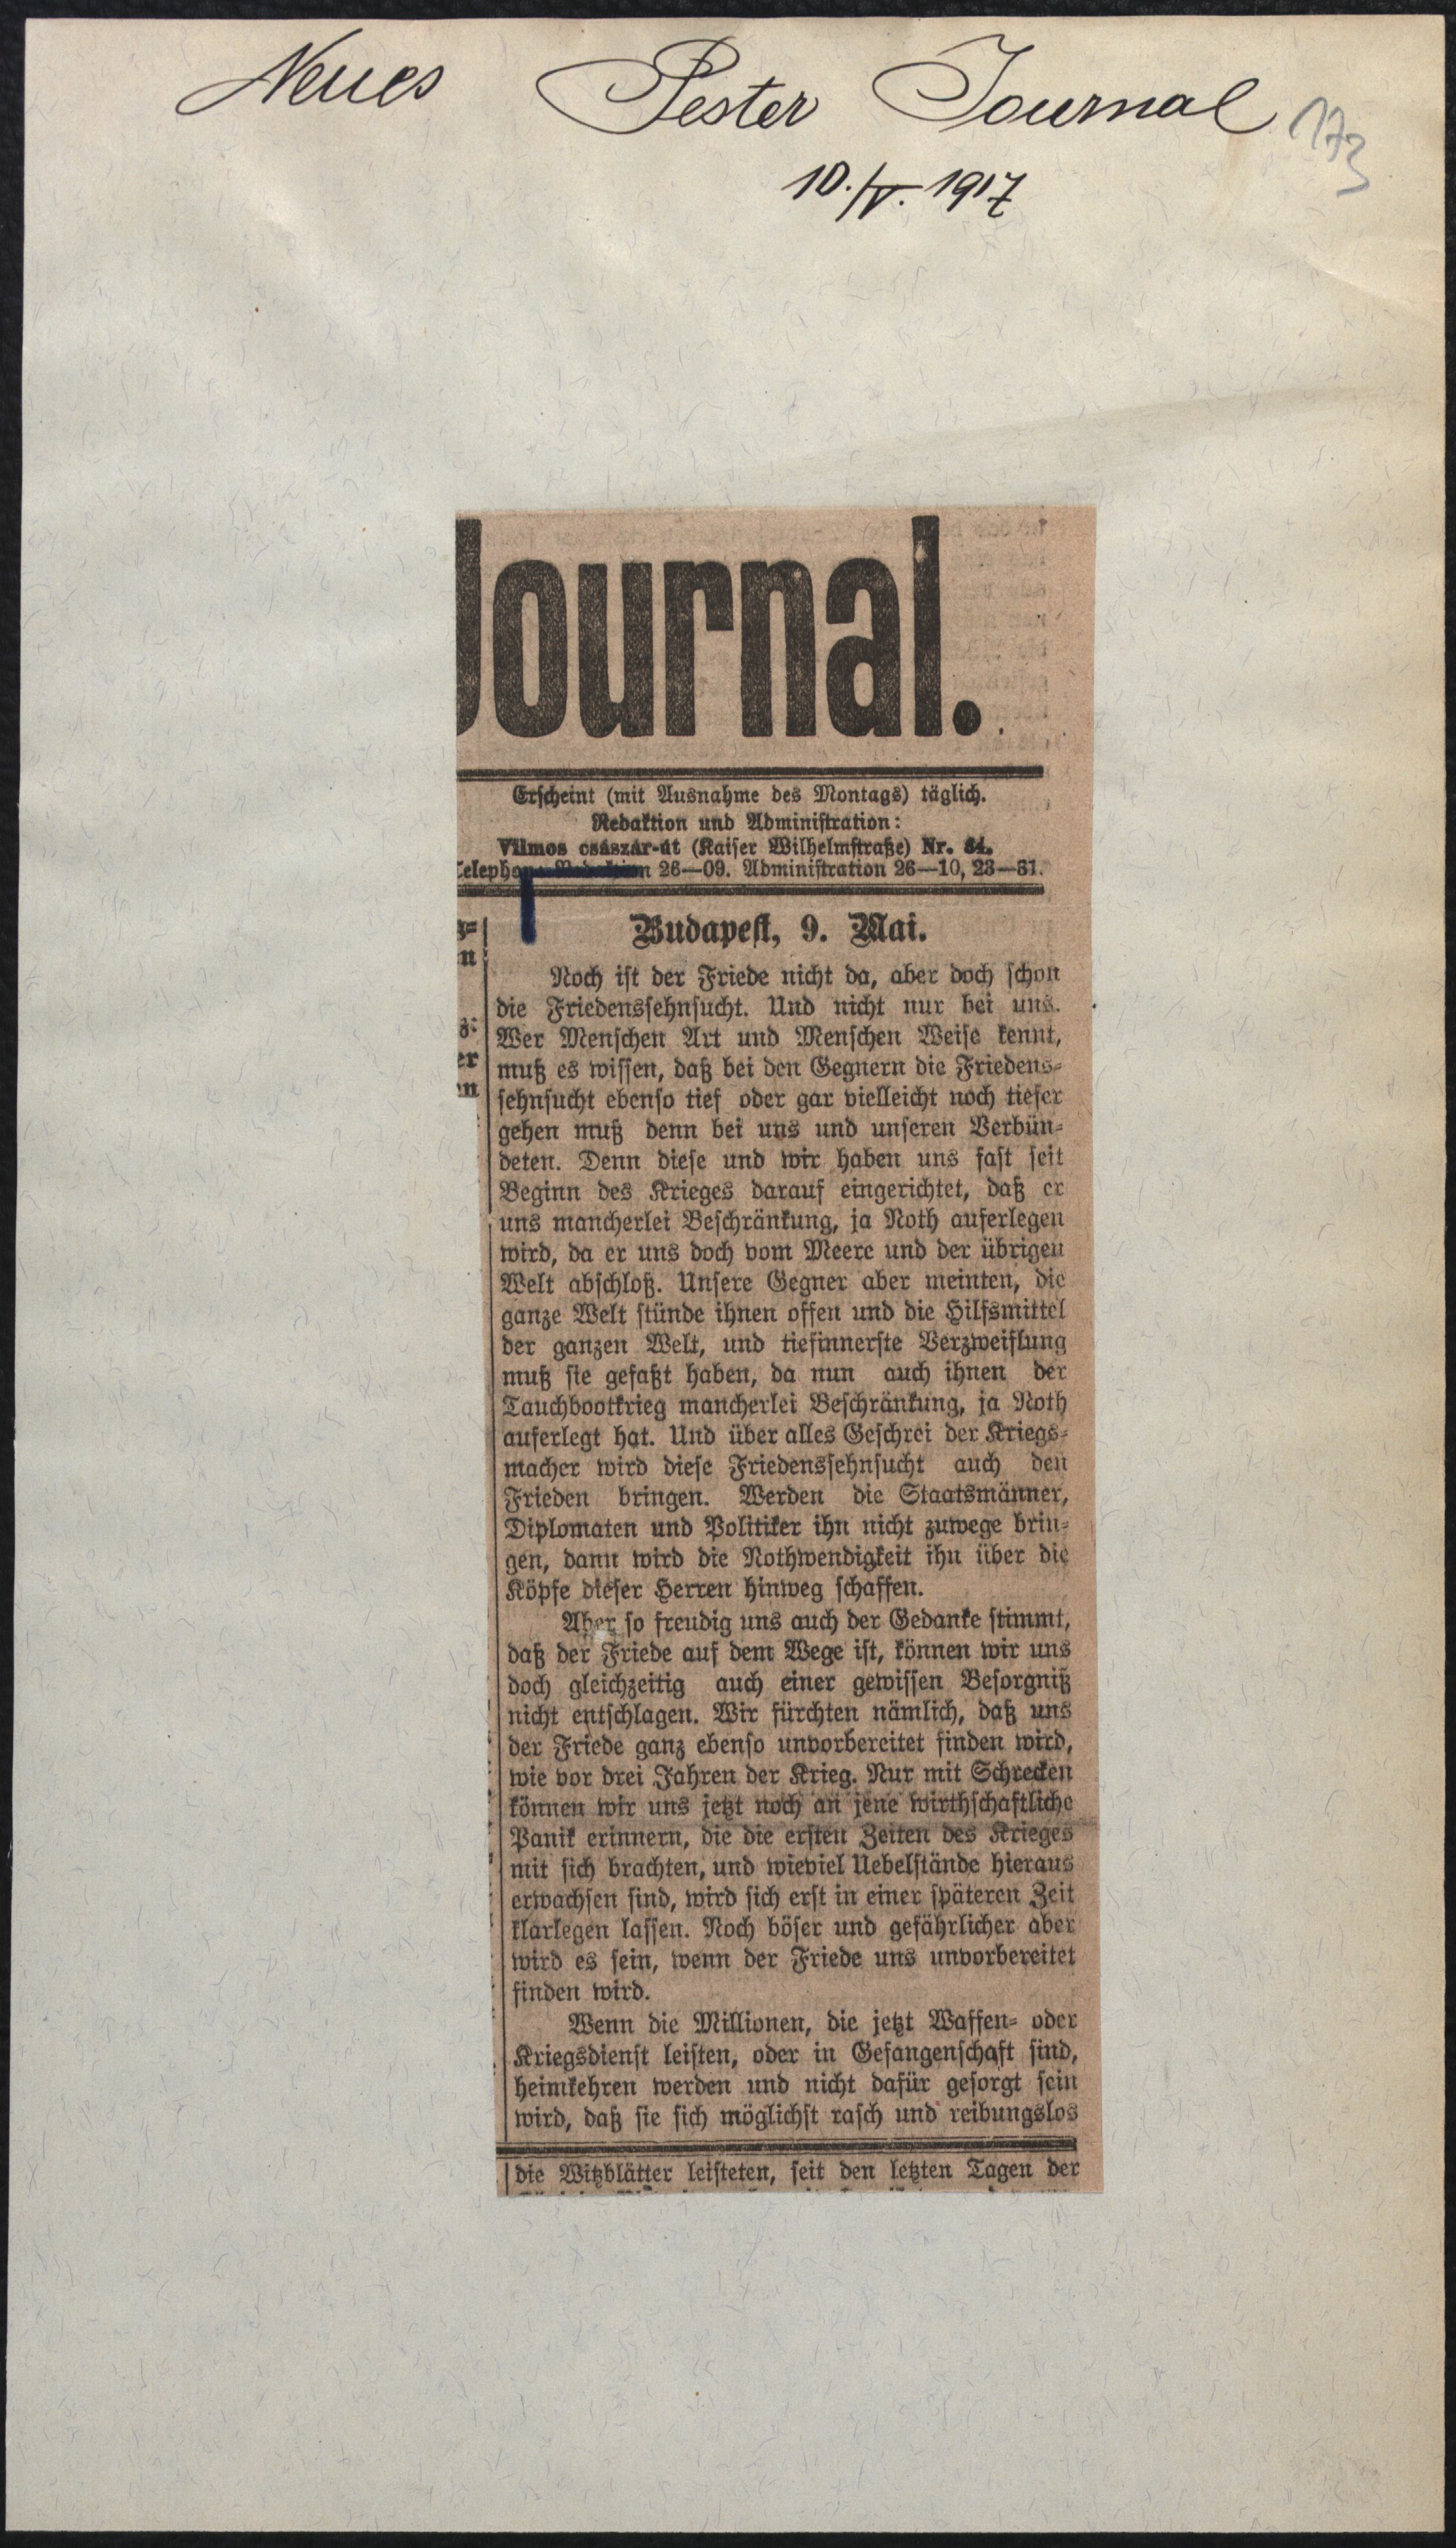 Neues Pester Journal
173
10./V. 1917
Journal.
Erscheint (mit Ausnahme des Montags) täglich.
Redaktion und Administration:
Vilmos császár-út (Kaiser Wilhelmstraße) Nr.
26—09. Administration 26—10, 23—31.
Budapest, 9. Mai.
Noch ist der Friede nicht da, aber doch schon
die Friedenssehnsucht. Und nicht nur bei uns.
Wer Menschen Art und Menschen Weise kennt,
muß es wissen, daß bei den Gegnern die Friedens-
sehnsucht ebenso tief oder gar vielleicht noch tiefer
gehen muß denn bei uns und unseren Verbün-
deten. Denn diese und wir haben uns fast seit
Beginn des Krieges darauf eingerichtet, daß er
uns mancherlei Beschränkung, ja Noth auferlegen
wird, da er uns doch vom Meere und der übrigen
Welt abschloß. Unsere Gegner aber meinten, die
ganze Welt stünde ihnen offen und die Hilfsmittel
der ganzen Welt, und tiefinnerste Verzweiflung
muß sie gefaßt haben, da nun auch ihnen der
Tauchbootkrieg mancherlei Beschränkung, ja Noth
auferlegt hat. Und über alles Geschrei der Kriegs-
macher wird diese Friedenssehnsucht auch den
Frieden bringen. Werden die Staatsmänner,
Diplomaten und Politiker ihn nicht zuwege brin-
gen, dann wird die Nothwendigkeit ihn über die
Köpfe dieser Herren hinweg schaffen.
Aber so freudig uns auch der Gedanke stimmt,
daß der Friede auf dem Wege ist, können wir uns
doch gleichzeitig auch einer gewissen Besorgniß
nicht entschlagen. Wir fürchten nämlich, daß uns
der Friede ganz ebenso unvorbereitet finden wird,
wie vor drei Jahren der Krieg. Nur mit Schrecken
können wir uns jetzt noch an jene wirthschaftliche
Panik erinnern, die die ersten Zeiten des Krieges
mit sich brachten, und wieviel Uebelstände hieraus
erwachsen sind, wird sich erst in einer späteren Zeit
klarlegen lassen. Noch böser und gefährlicher aber
wird es sein, wenn der Friede uns unvorbereitet
finden wird.
Wenn die Millionen, die jetzt Waffen- oder
Kriegsdienst leisten, oder in Gefangenschaft sind,
heimkehren werden und nicht dafür gesorgt sein
wird, daß sie sich möglichst rasch und reibungslos
die Witzblätter leisteten, seit den letzten Tagen der